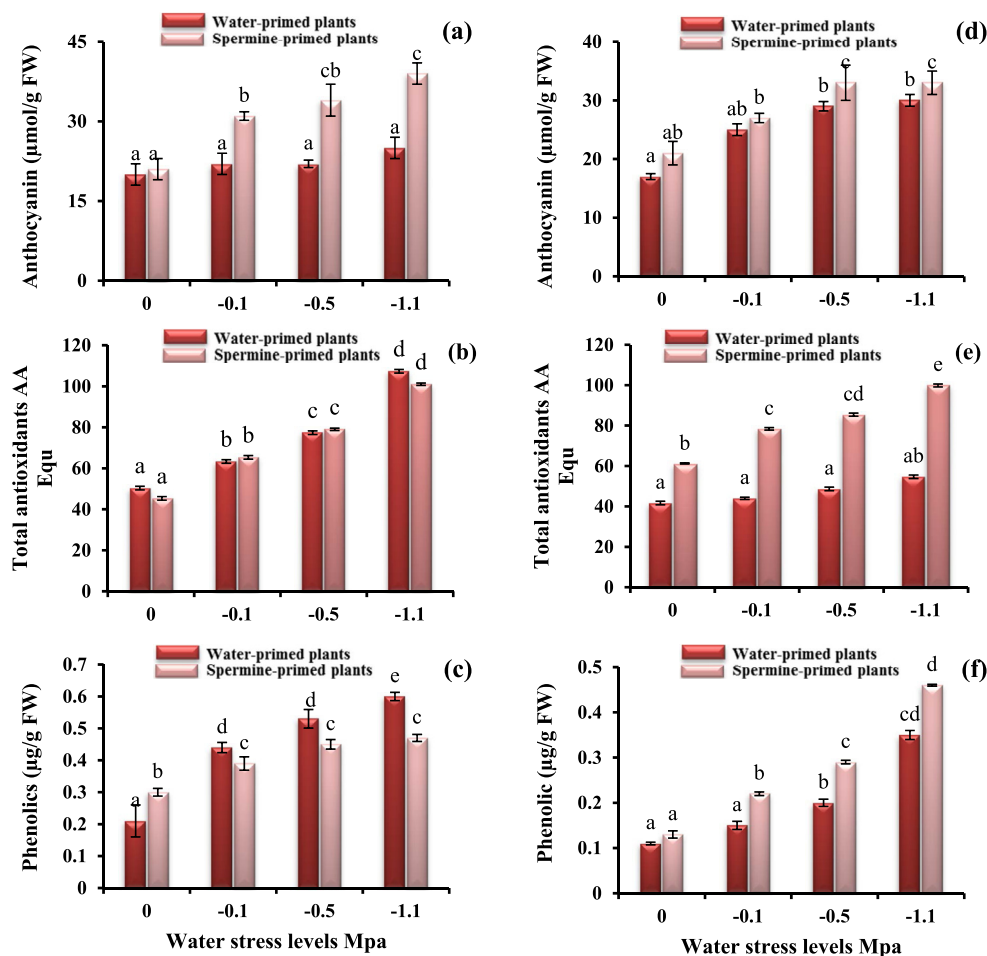 Water-primed plants
Spermine-primed plants
(a)
Anthocyanin (μmol/g FW)
45
30
15
0
a
a
a
b
a
cb
a
c
0
-0.1
-0.5
-1.1
Water-primed plants
Spermine-primed plants
(d)
Anthocyanin (μmol/g FW)
40
30
20
10
0
a
ab
ab
b
b
c
b
c
0
-0.1
-0.5
-1.1
Water-primed plants
Spermine-primed plants
(b)
Total antioxidants AA
Equ
120
100
80
60
40
20
0
a
a
b
b
c
c
d
d
0
-0.1
-0.5
-1.1
Water-primed plants
Spermine-primed plants
(e)
Total antioxidants AA
Equ
120
100
80
60
40
20
0
a
b
a
c
a
cd
ab
e
0
-0.1
-0.5
-1.1
Water-primed plants
Spermine-primed plants
(c)
Phenolics (μg/g FW)
0.7
0.6
0.5
0.4
0.3
0.2
0.1
0
a
b
d
c
d
c
e
c
0
-0.1
-0.5
-1.1
Water stress levels Mpa
Water-primed plants
Spermine-primed plants
(f)
Phenolic (μg/g FW)
0.5
0.4
0.3
0.2
0.1
0
a
a
a
b
b
c
cd
d
0
-0.1
-0.5
-1.1
Water stress levels Mpa